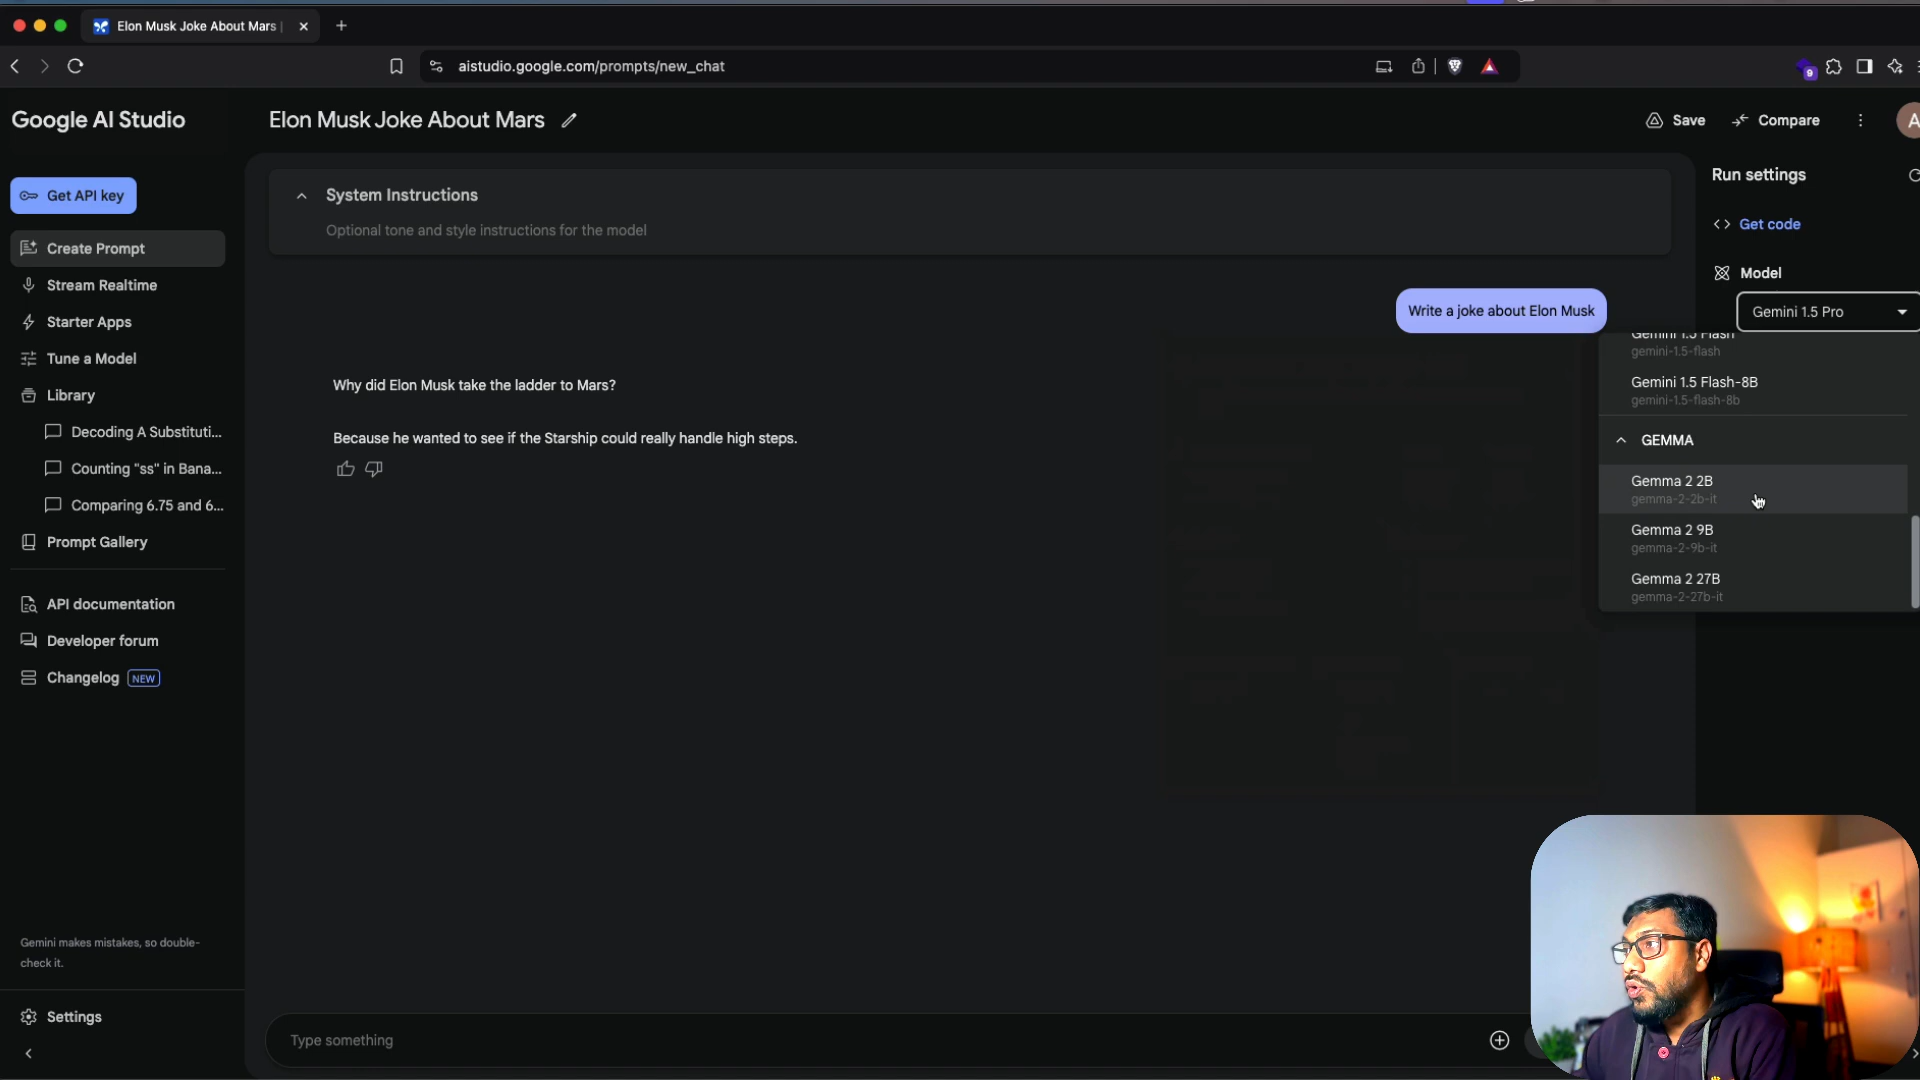 Elon Musk Joke About Mars |
aistudio.google.com/prompts/new_chat
9
Google AI Studio
Elon Musk Joke About Mars
Save
Compare
A
Get API key
System Instructions
Optional tone and style instructions for the model
Run settings
Get code
Create Prompt
Stream Realtime
Starter Apps
Tune a Model
Library
Decoding A Substituti...
Counting "ss" in Bana...
Comparing 6.75 and 6...
Prompt Gallery
API documentation
Developer forum
Changelog NEW
Model
Gemini 1.5 Pro
Write a joke about Elon Musk
Why did Elon Musk take the ladder to Mars?
Because he wanted to see if the Starship could really handle high steps.
Gemini 1.5 Flash
gemini-1.5-flash
Gemini 1.5 Flash-8B
gemini-1.5-flash-8b
GEMMA
Gemma 2 2B
gemma-2-2b-it
Gemma 2 9B
gemma-2-9b-it
Gemma 2 27B
gemma-2-27b-it
Gemini makes mistakes, so double-
check it.
Settings
Type something